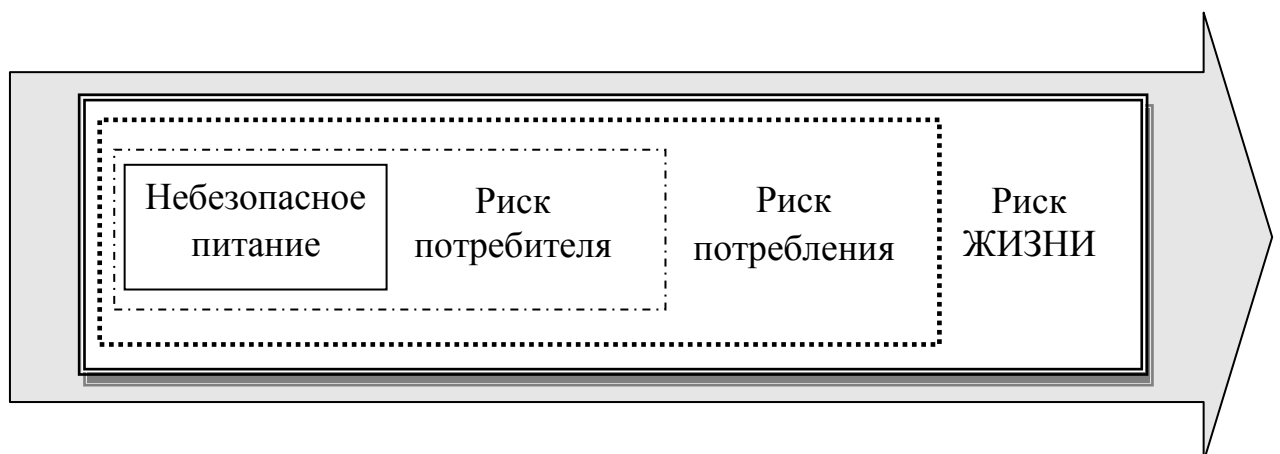 Небезопасное
питание
Риск
потребителя
Риск
потребления
Риск
ЖИЗНИ